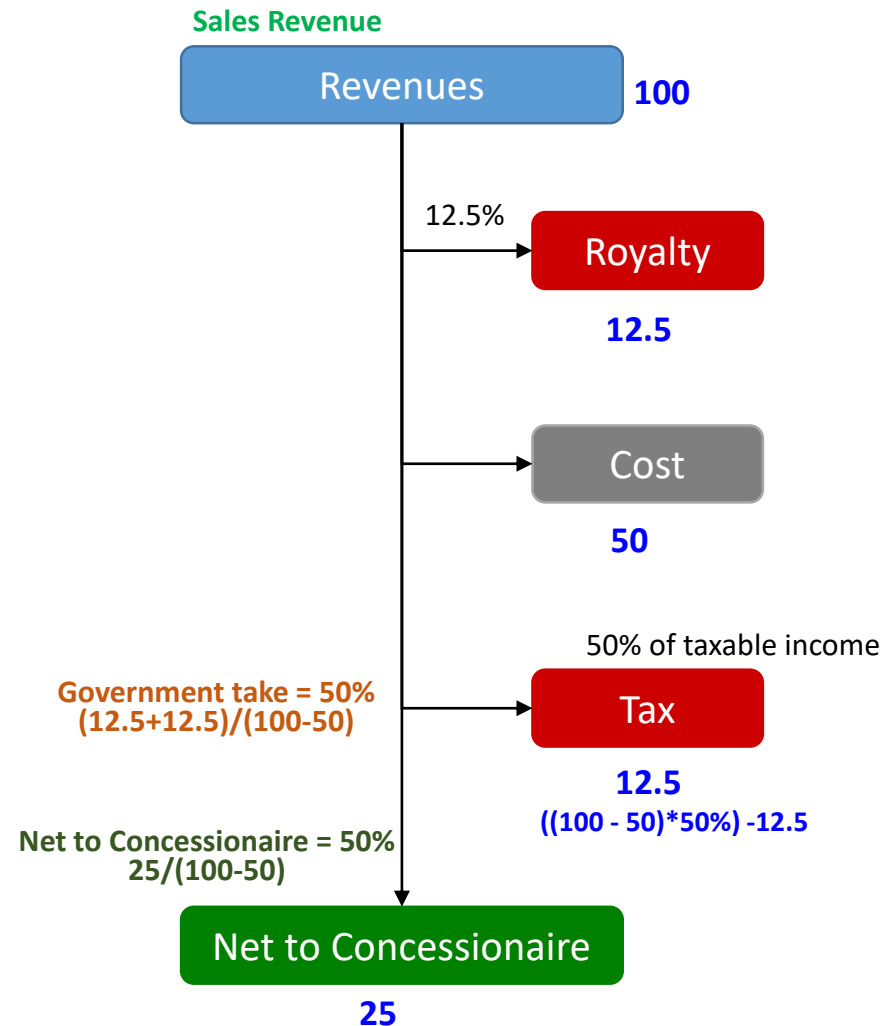 Sales Revenue
Revenues
100
12.5%
Royalty
12.5
Cost
50
50% of taxable income
Government take = 50%
(12.5+12.5)/(100-50)
Tax
12.5
((100 - 50)*50%) -12.5
Net to Concessionaire = 50%
25/(100-50)
Net to Concessionaire
25